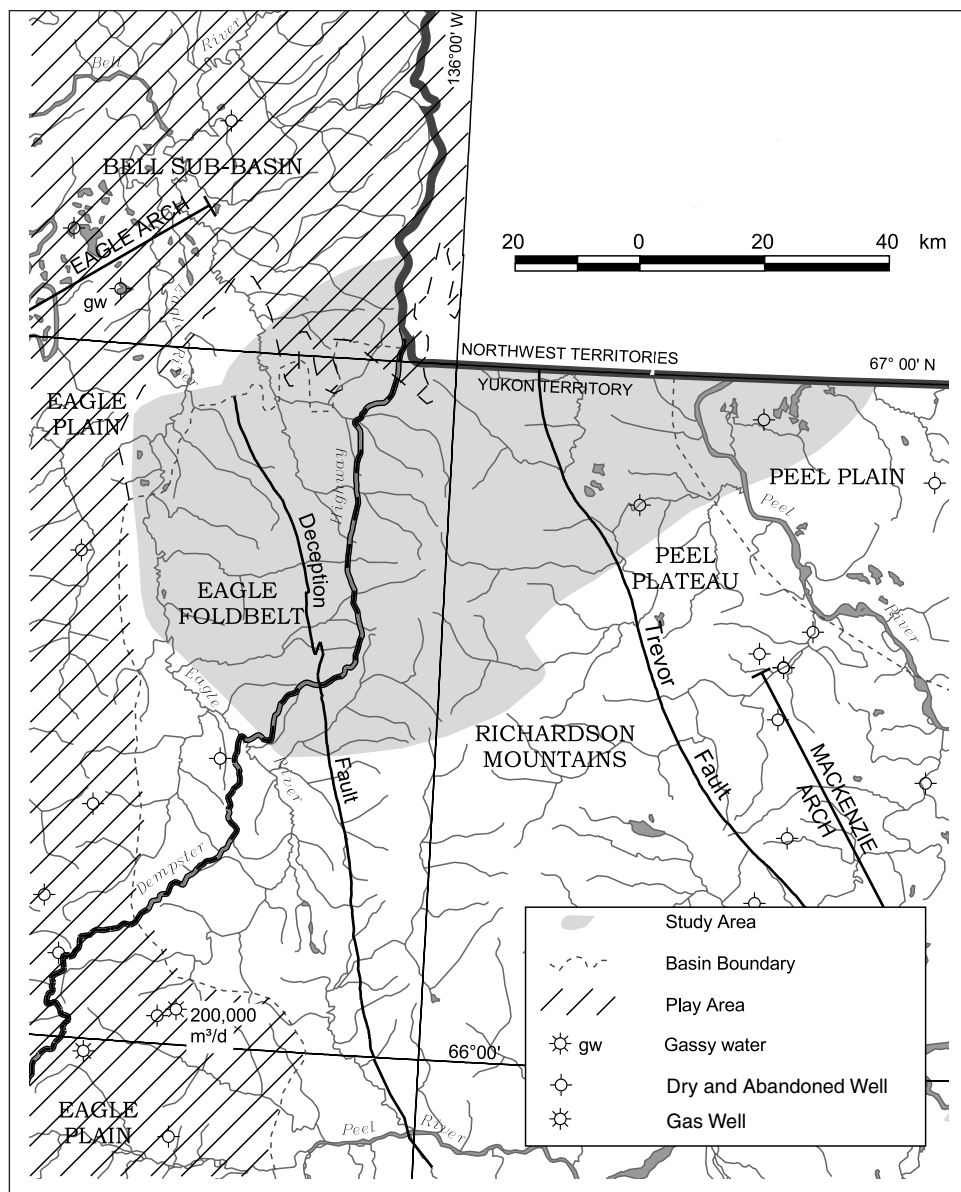 River
Bell
136°00' W
BELL SUB-BASIN
EAGLE ARCH
gw
Eagle River
20 0 20 40 km
NORTHWEST TERRITORIES
67° 00' N
YUKON TERRITORY
EAGLE
PLAIN
Highway
PEEL PLAIN
Peel
River
Deception
Fault
PEEL
PLATEAU
EAGLE
FOLDBELT
Trevor
Fault
Eagle
River
RICHARDSON
MOUNTAINS
MACKENZIE
ARCH
Dempster
200,000
m³/d
66°00'
EAGLE
PLAIN
Peel River
Study Area
Basin Boundary
Play Area
gw Gassy water
Dry and Abandoned Well
Gas Well